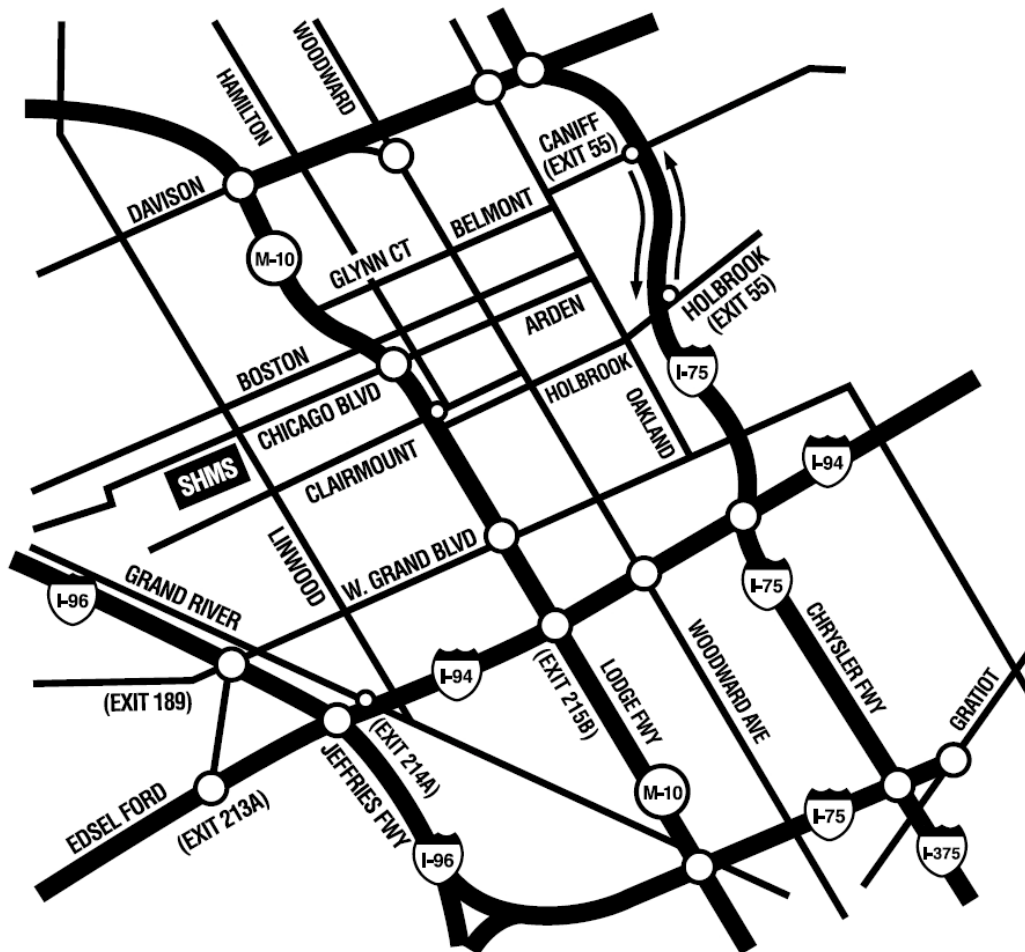 WOODWARD
HAMILTON
CANIFF
(EXIT 55)
DAVISON
BELMONT
M-10
GLYNN CT
HOLBROOK
(EXIT 55)
ARDEN
BOSTON
I-75
HOLBROOK
CHICAGO BLVD
OAKLAND
SHMS
CLAIRMOUNT
I-94
LINWOOD
W. GRAND BLVD
I-96
GRAND RIVER
I-75
CHRYSLER FWY
WOODWARD AVE
I-94
LODGE FWY
(EXIT 215B)
(EXIT 189)
GRATIOT
(EXIT 214A)
JEFFRIES FWY
EDSEL FORD
(EXIT 213A)
M-10
I-75
I-96
I-375